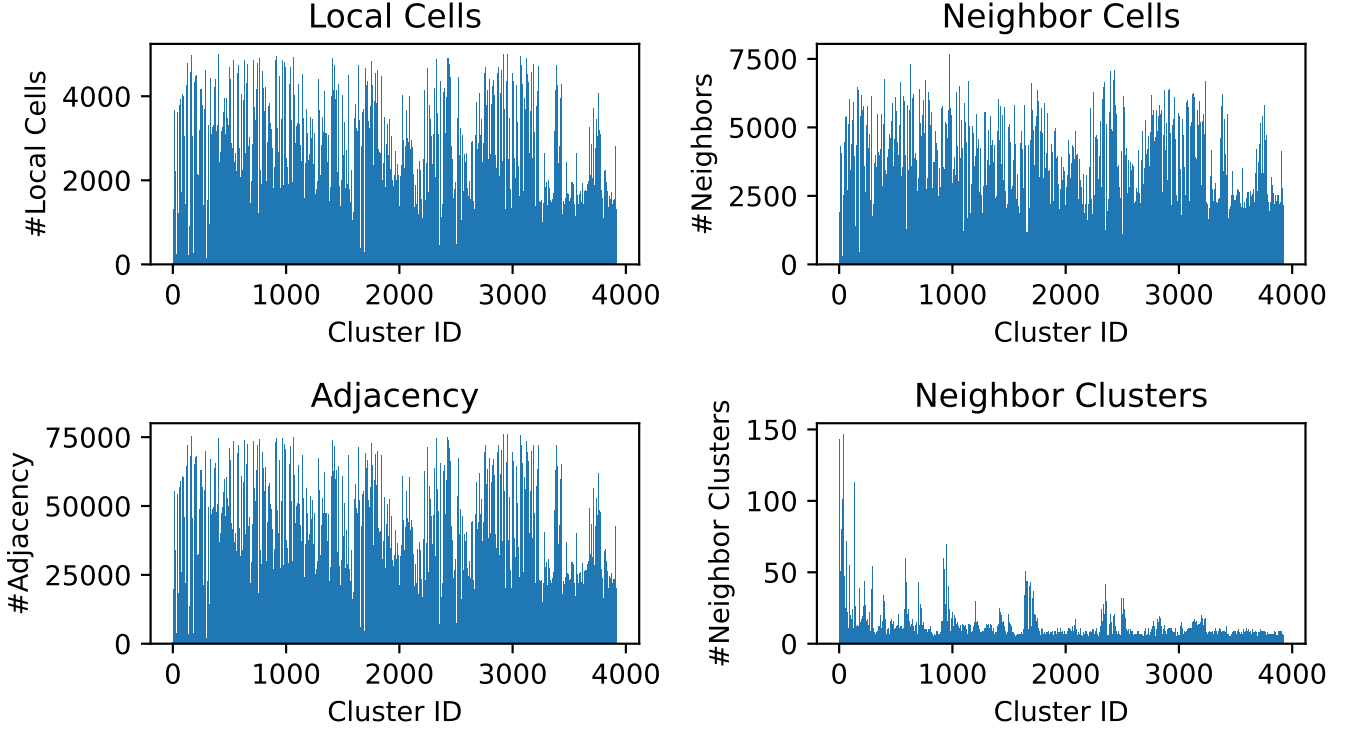 Local Cells
#Local Cells
4000
2000
0
0 1000 2000 3000 4000
Cluster ID
Neighbor Cells
#Neighbors
7500
5000
2500
0
0 1000 2000 3000 4000
Cluster ID
Adjacency
#Adjacency
75000
50000
25000
0
0 1000 2000 3000 4000
Cluster ID
Neighbor Clusters
#Neighbor Clusters
150
100
50
0
0 1000 2000 3000 4000
Cluster ID